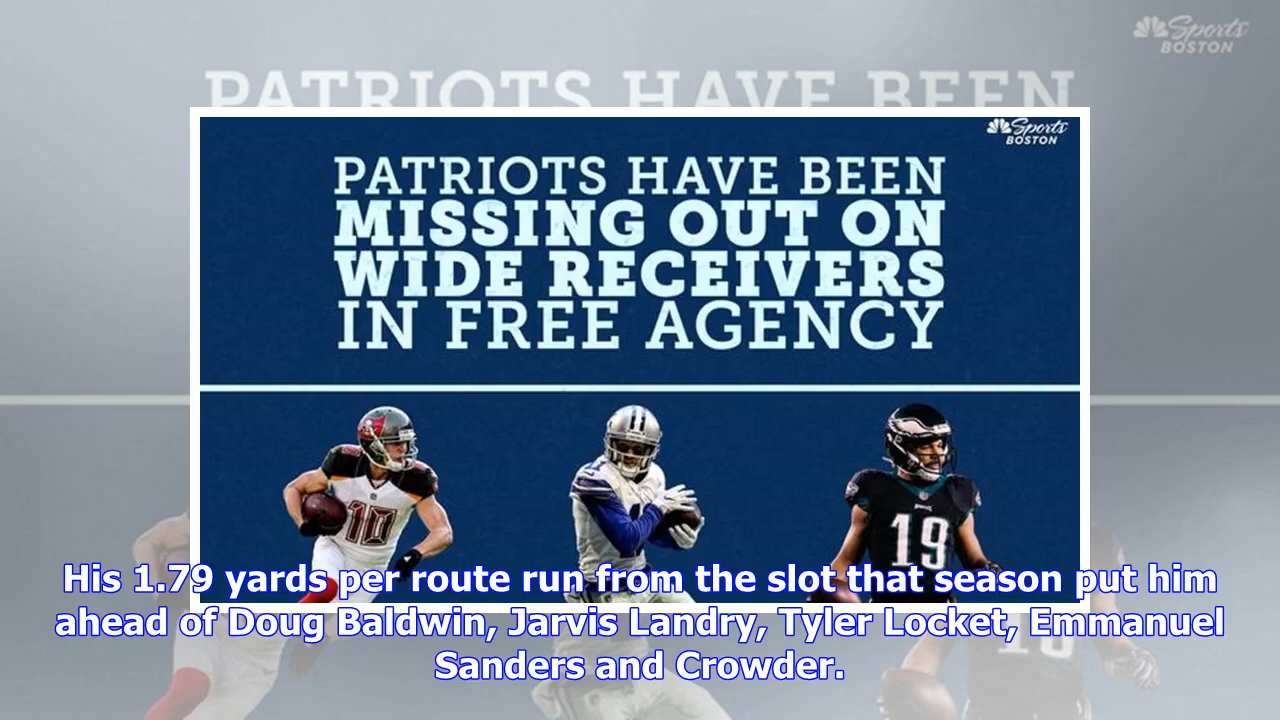 Sports
BOSTON
PATRIOTS HAVE BEEN
Sports
BOSTON
PATRIOTS HAVE BEEN
MISSING OUT ON
WIDE RECEIVERS
IN FREE AGENCY
10
11
19
His 1.79 yards per route run from the slot that season put him
ahead of Doug Baldwin, Jarvis Landry, Tyler Locket, Emmanuel
Sanders and Crowder.